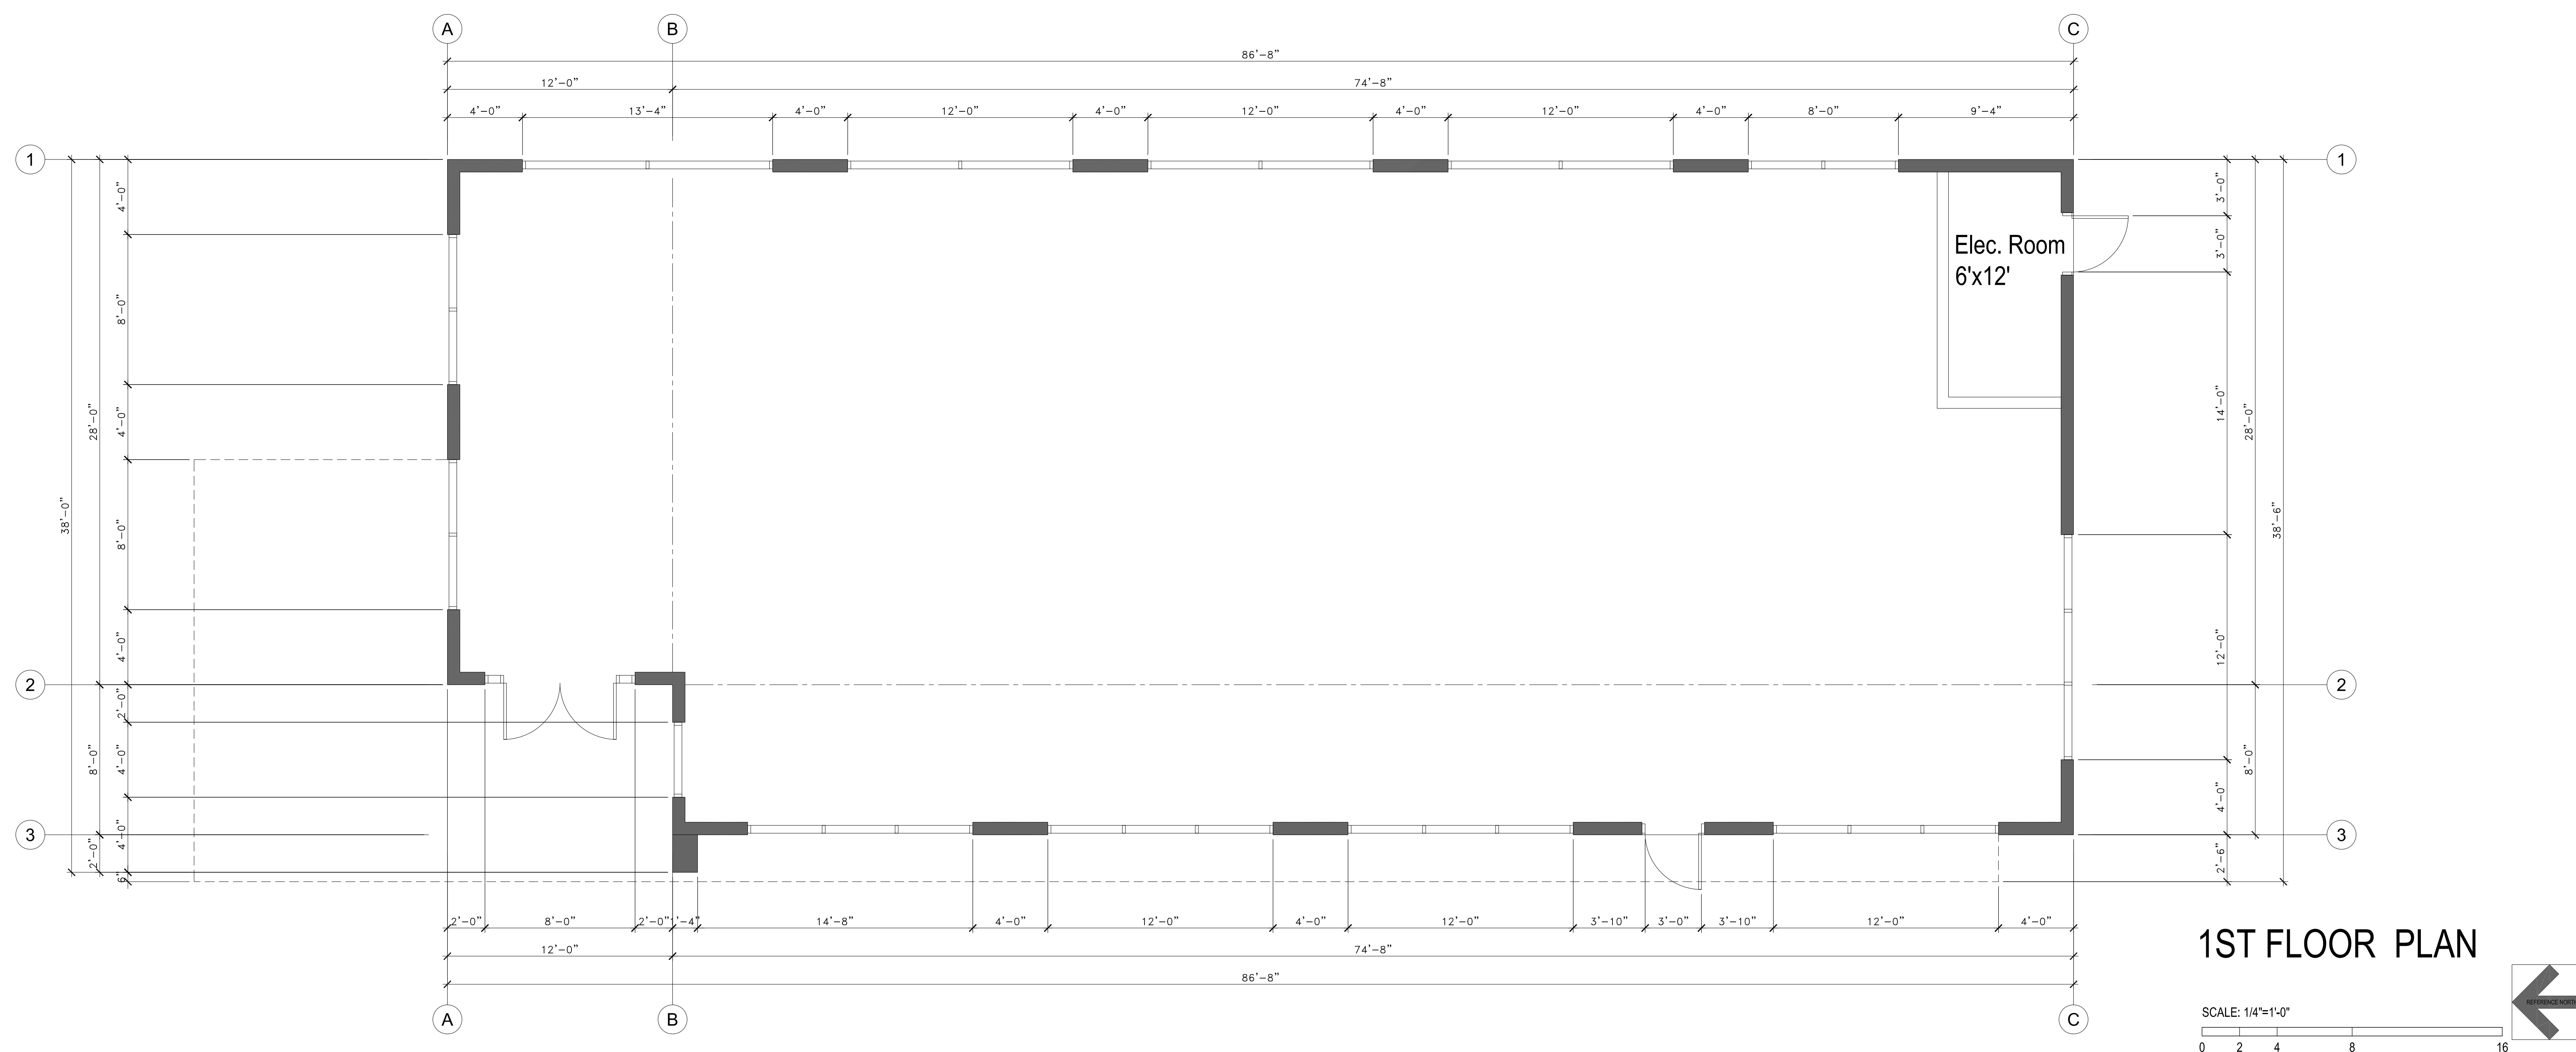 A B C
86'-8"
12'-0" 74'-8"
4'-0" 13'-4" 4'-0" 12'-0" 4'-0" 12'-0" 4'-0" 12'-0" 4'-0" 8'-0" 9'-4"
1 1
4'-0" 3'-0"
Elec. Room 3'-0"
6'x12'
8'-0"
28'-0" 4'-0" 14'-0" 28'-0"
38'-0" 8'-0" 38'-6"
4'-0" 12'-0"
2 2
2'-0"
8'-0" 4'-0" 8'-0"
4'-0"
3 4'-0" 3
2'-0" 2'-6"
6"
2'-0" 8'-0" 2'-0" 1'-4" 14'-8" 4'-0" 12'-0" 4'-0" 12'-0" 3'-10" 3'-0" 3'-10" 12'-0" 4'-0"
12'-0" 74'-8"
86'-8"
A B C
1ST FLOOR PLAN
REFERENCE NORTH
SCALE: 1/4"=1'-0"
0 2 4 8 16